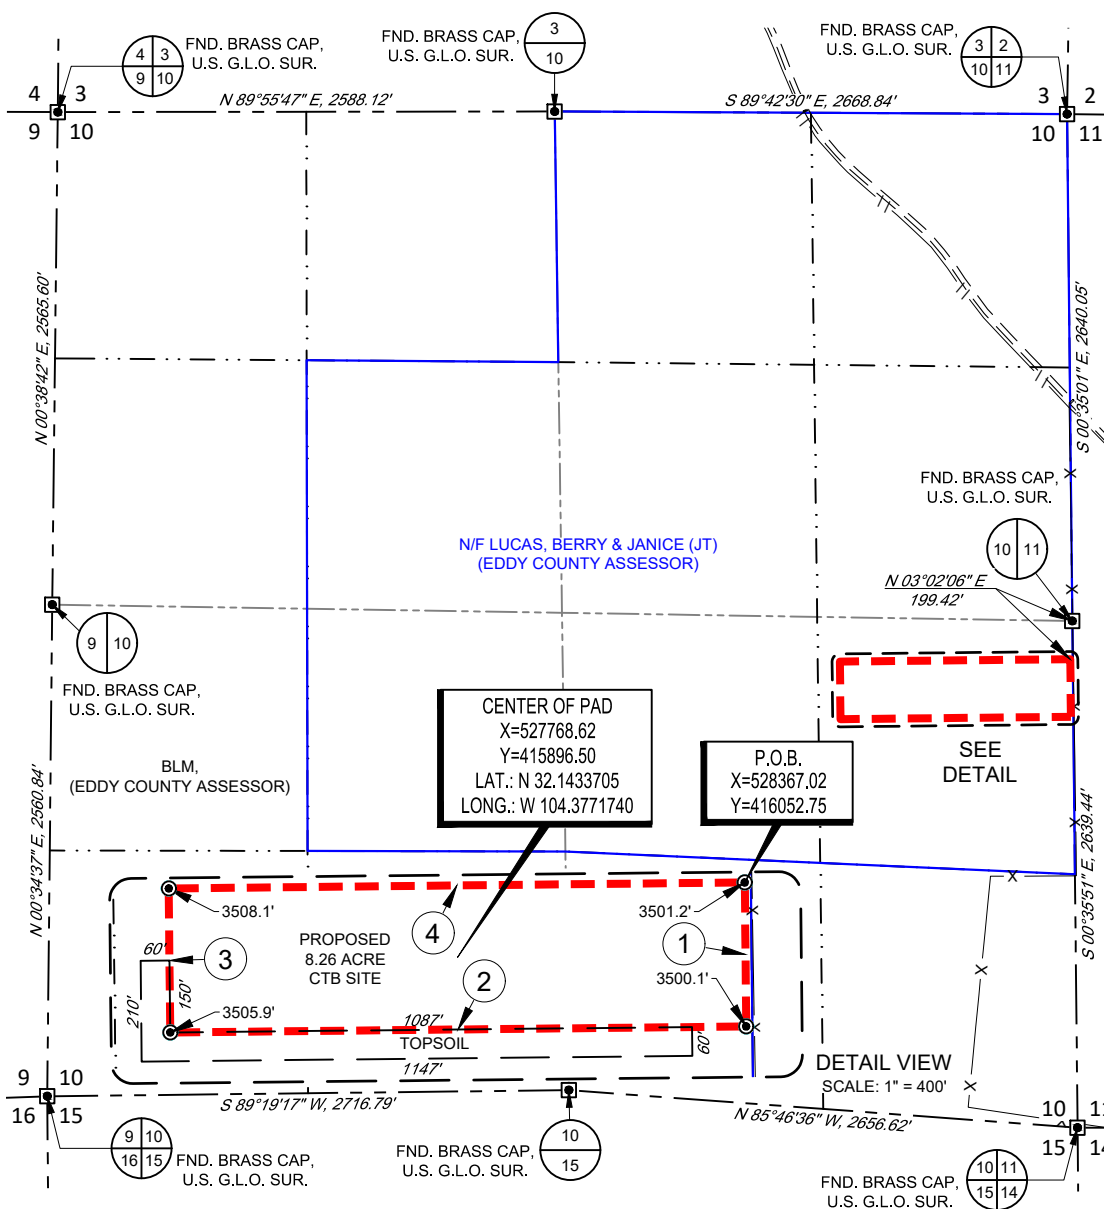 FND. BRASS CAP,
U.S. G.L.O. SUR.
4 3
9 10
FND. BRASS CAP,
U.S. G.L.O. SUR.
3
10
FND. BRASS CAP,
U.S. G.L.O. SUR.
3 2
10 11
4 3
9 10
N 89°55'47" E, 2588.12'
S 89°42'30" E, 2668.84'
3 2
10 11
N 00°38'42" E, 2565.60'
S 00°35'01" E, 2640.05'
FND. BRASS CAP,
U.S. G.L.O. SUR.
10 11
N/F LUCAS, BERRY & JANICE (JT)
(EDDY COUNTY ASSESSOR)
N 03°02'06" E
199.42'
9 10
FND. BRASS CAP,
U.S. G.L.O. SUR.
CENTER OF PAD
X=527768.62
Y=415896.50
LAT.: N 32.1433705
LONG.: W 104.3771740
P.O.B.
X=528367.02
Y=416052.75
SEE
DETAIL
BLM,
(EDDY COUNTY ASSESSOR)
N 00°34'37" E, 2560.84'
S 00°35'51" E, 2639.44'
3508.1'
3501.2'
4
1
PROPOSED
8.26 ACRE
CTB SITE
60'
3
2
150'
210'
3505.9'
3500.1'
1087'
TOPSOIL
60'
1147'
DETAIL VIEW
SCALE: 1" = 400'
9 10
16 15
S 89°19'17" W, 2716.79'
N 85°46'36" W, 2656.62'
10 11
15 14
9 10
16 15
FND. BRASS CAP,
U.S. G.L.O. SUR.
FND. BRASS CAP,
U.S. G.L.O. SUR.
10
15
FND. BRASS CAP,
U.S. G.L.O. SUR.
10 11
15 14